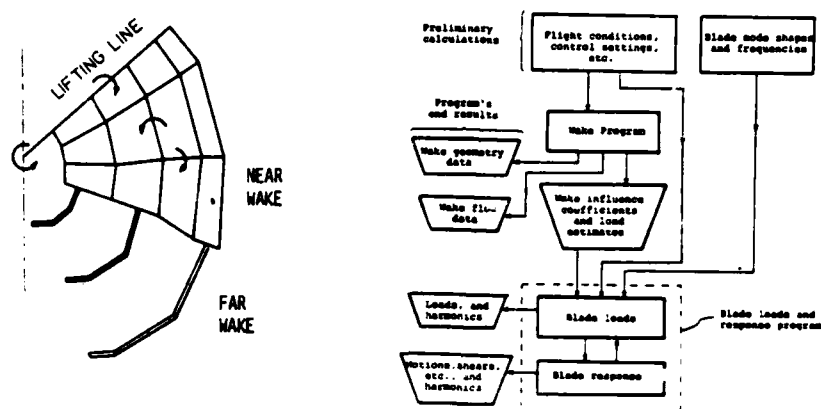 LIFTING LINE
NEAR
WAKE
FAR
WAKE
Preliminary
calculations
Flight conditions,
control settings,
etc.
Blade mode shapes
and frequencies
Program's
end results
Wake Program
Wake geometry
data
Wake flow
data
Wake influence
coefficients
and load
estimates
Loads, and
harmonics
Blade loads
Blade loads and
response program
Motions, shears,
etc., and
harmonics
Blade response